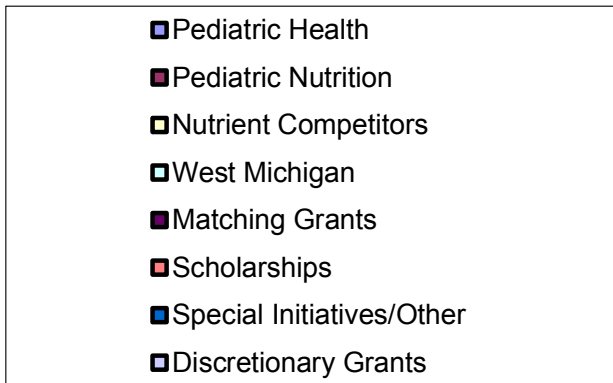 Pediatric Health
Pediatric Nutrition
Nutrient Competitors
West Michigan
Matching Grants
Scholarships
Special Initiatives/Other
Discretionary Grants